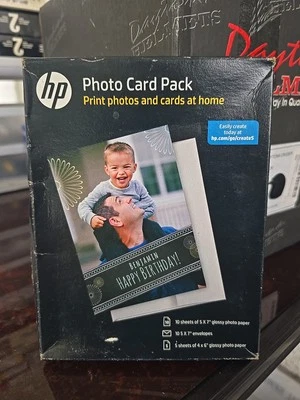 Dayt
HELMETS
hp
Photo Card Pack
Print photos and cards at home
Easily create
today at
hp.com/go/create5
BENJAMIN
HAPPY BIRTHDAY!
10 sheets of 5 X 7" glossy photo paper
10 5 X 7" envelopes
5 sheets of 4 x 6" glossy photo paper